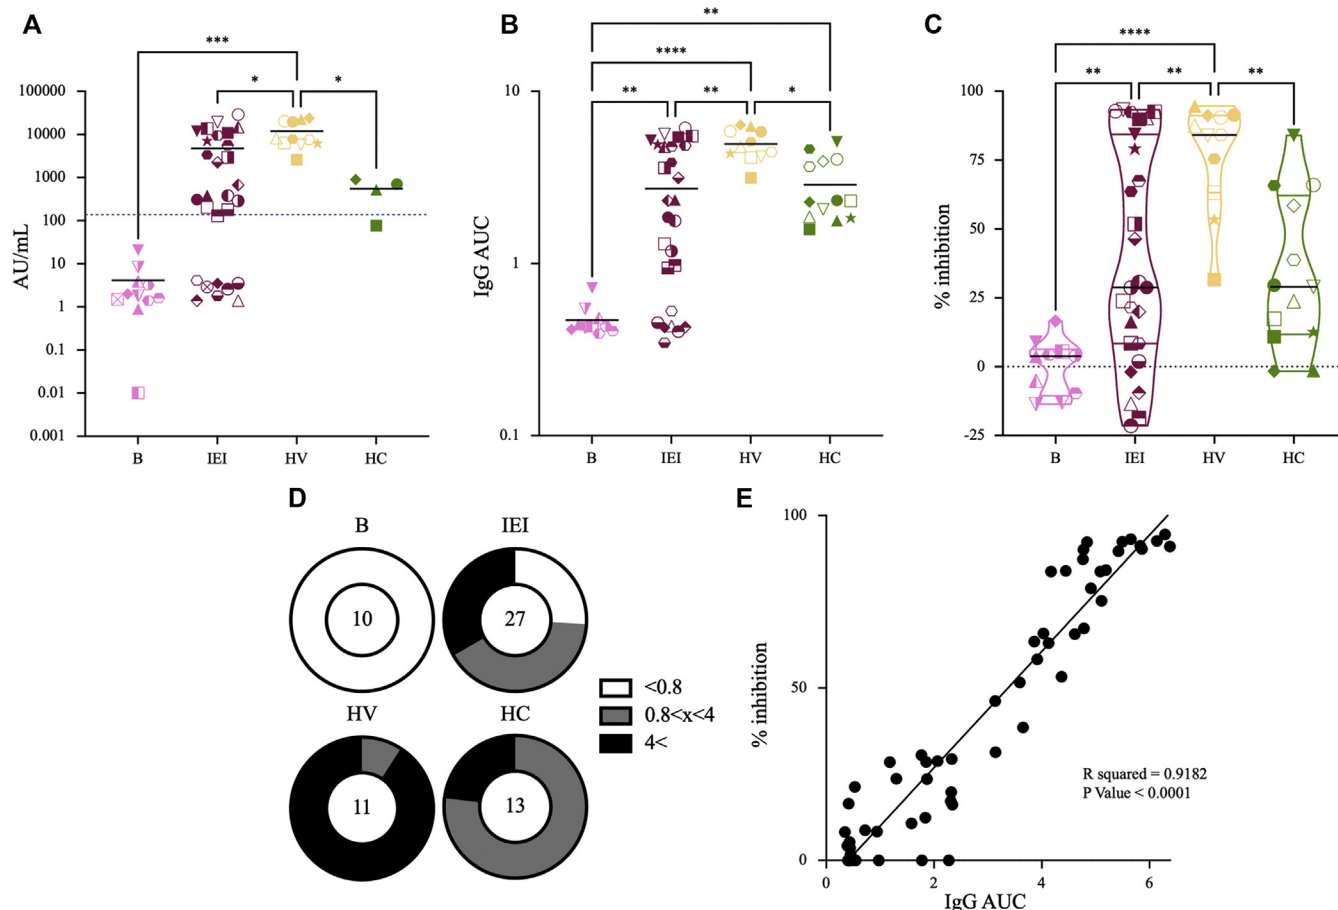 A
B
C
***
*
*
100000
10000
1000
100
10
1
0.1
0.01
0.001
AU/mL
B
IEI
HV
HC
**
****
**
**
*
10
1
0.1
IgG AUC
B
IEI
HV
HC
****
**
**
**
100
75
50
25
0
-25
% inhibition
B
IEI
HV
HC
D
B
IEI
10
27
HV
HC
11
13
<0.8
0.8<x<4
4<
E
100
50
0
% inhibition
R squared = 0.9182
P Value < 0.0001
0
2
4
6
IgG AUC